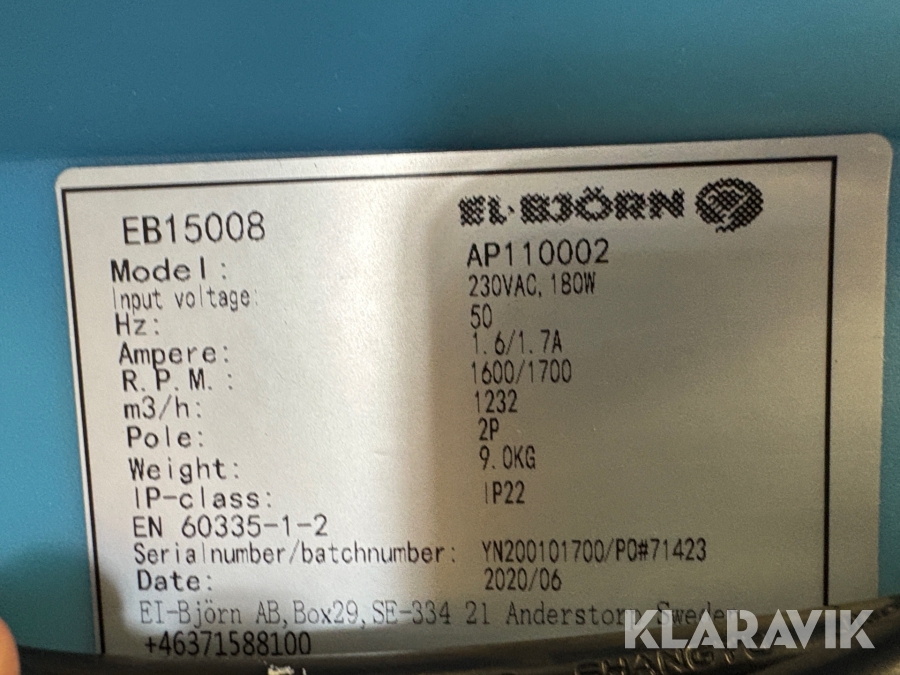 EL·BJÖRN
EB15008
Model: AP110002
Input voltage: 230VAC, 180W
Hz: 50
Ampere: 1.6/1.7A
R.P.M.: 1600/1700
m3/h: 1232
Pole: 2P
Weight: 9.0KG
IP-class: IP22
EN 60335-1-2
Serialnumber/batchnumber: YN200101700/PO#71423
Date: 2020/06
El-Björn AB,Box29,SE-334 21 Anderstorp Sweden
+46371588100
KLARAVIK